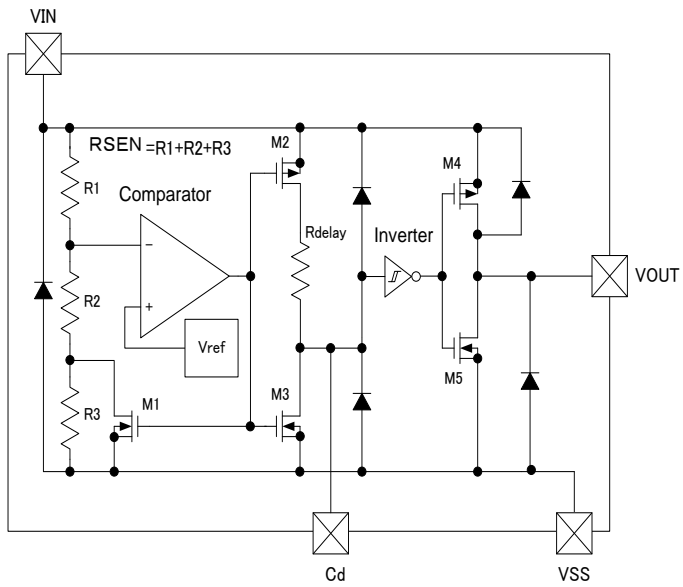 VIN
RSEN =R1+R2+R3
M2
M4
R1
Comparator
Rdelay
Inverter
−
R2
+
VOUT
Vref
M5
R3
M1
M3
Cd
VSS